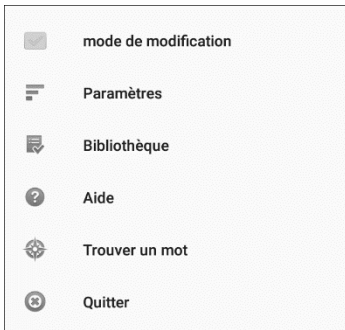 mode de modification
Paramètres
Bibliothèque
Aide
Trouver un mot
Quitter